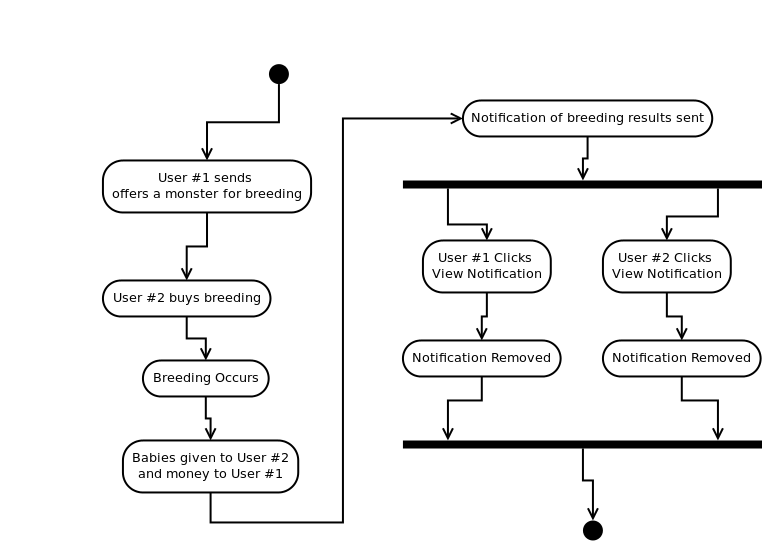 User #1 sends
offers a monster for breeding
User #2 buys breeding
Breeding Occurs
Babies given to User #2
and money to User #1
Notification of breeding results sent
User #1 Clicks
View Notification
User #2 Clicks
View Notification
Notification Removed
Notification Removed